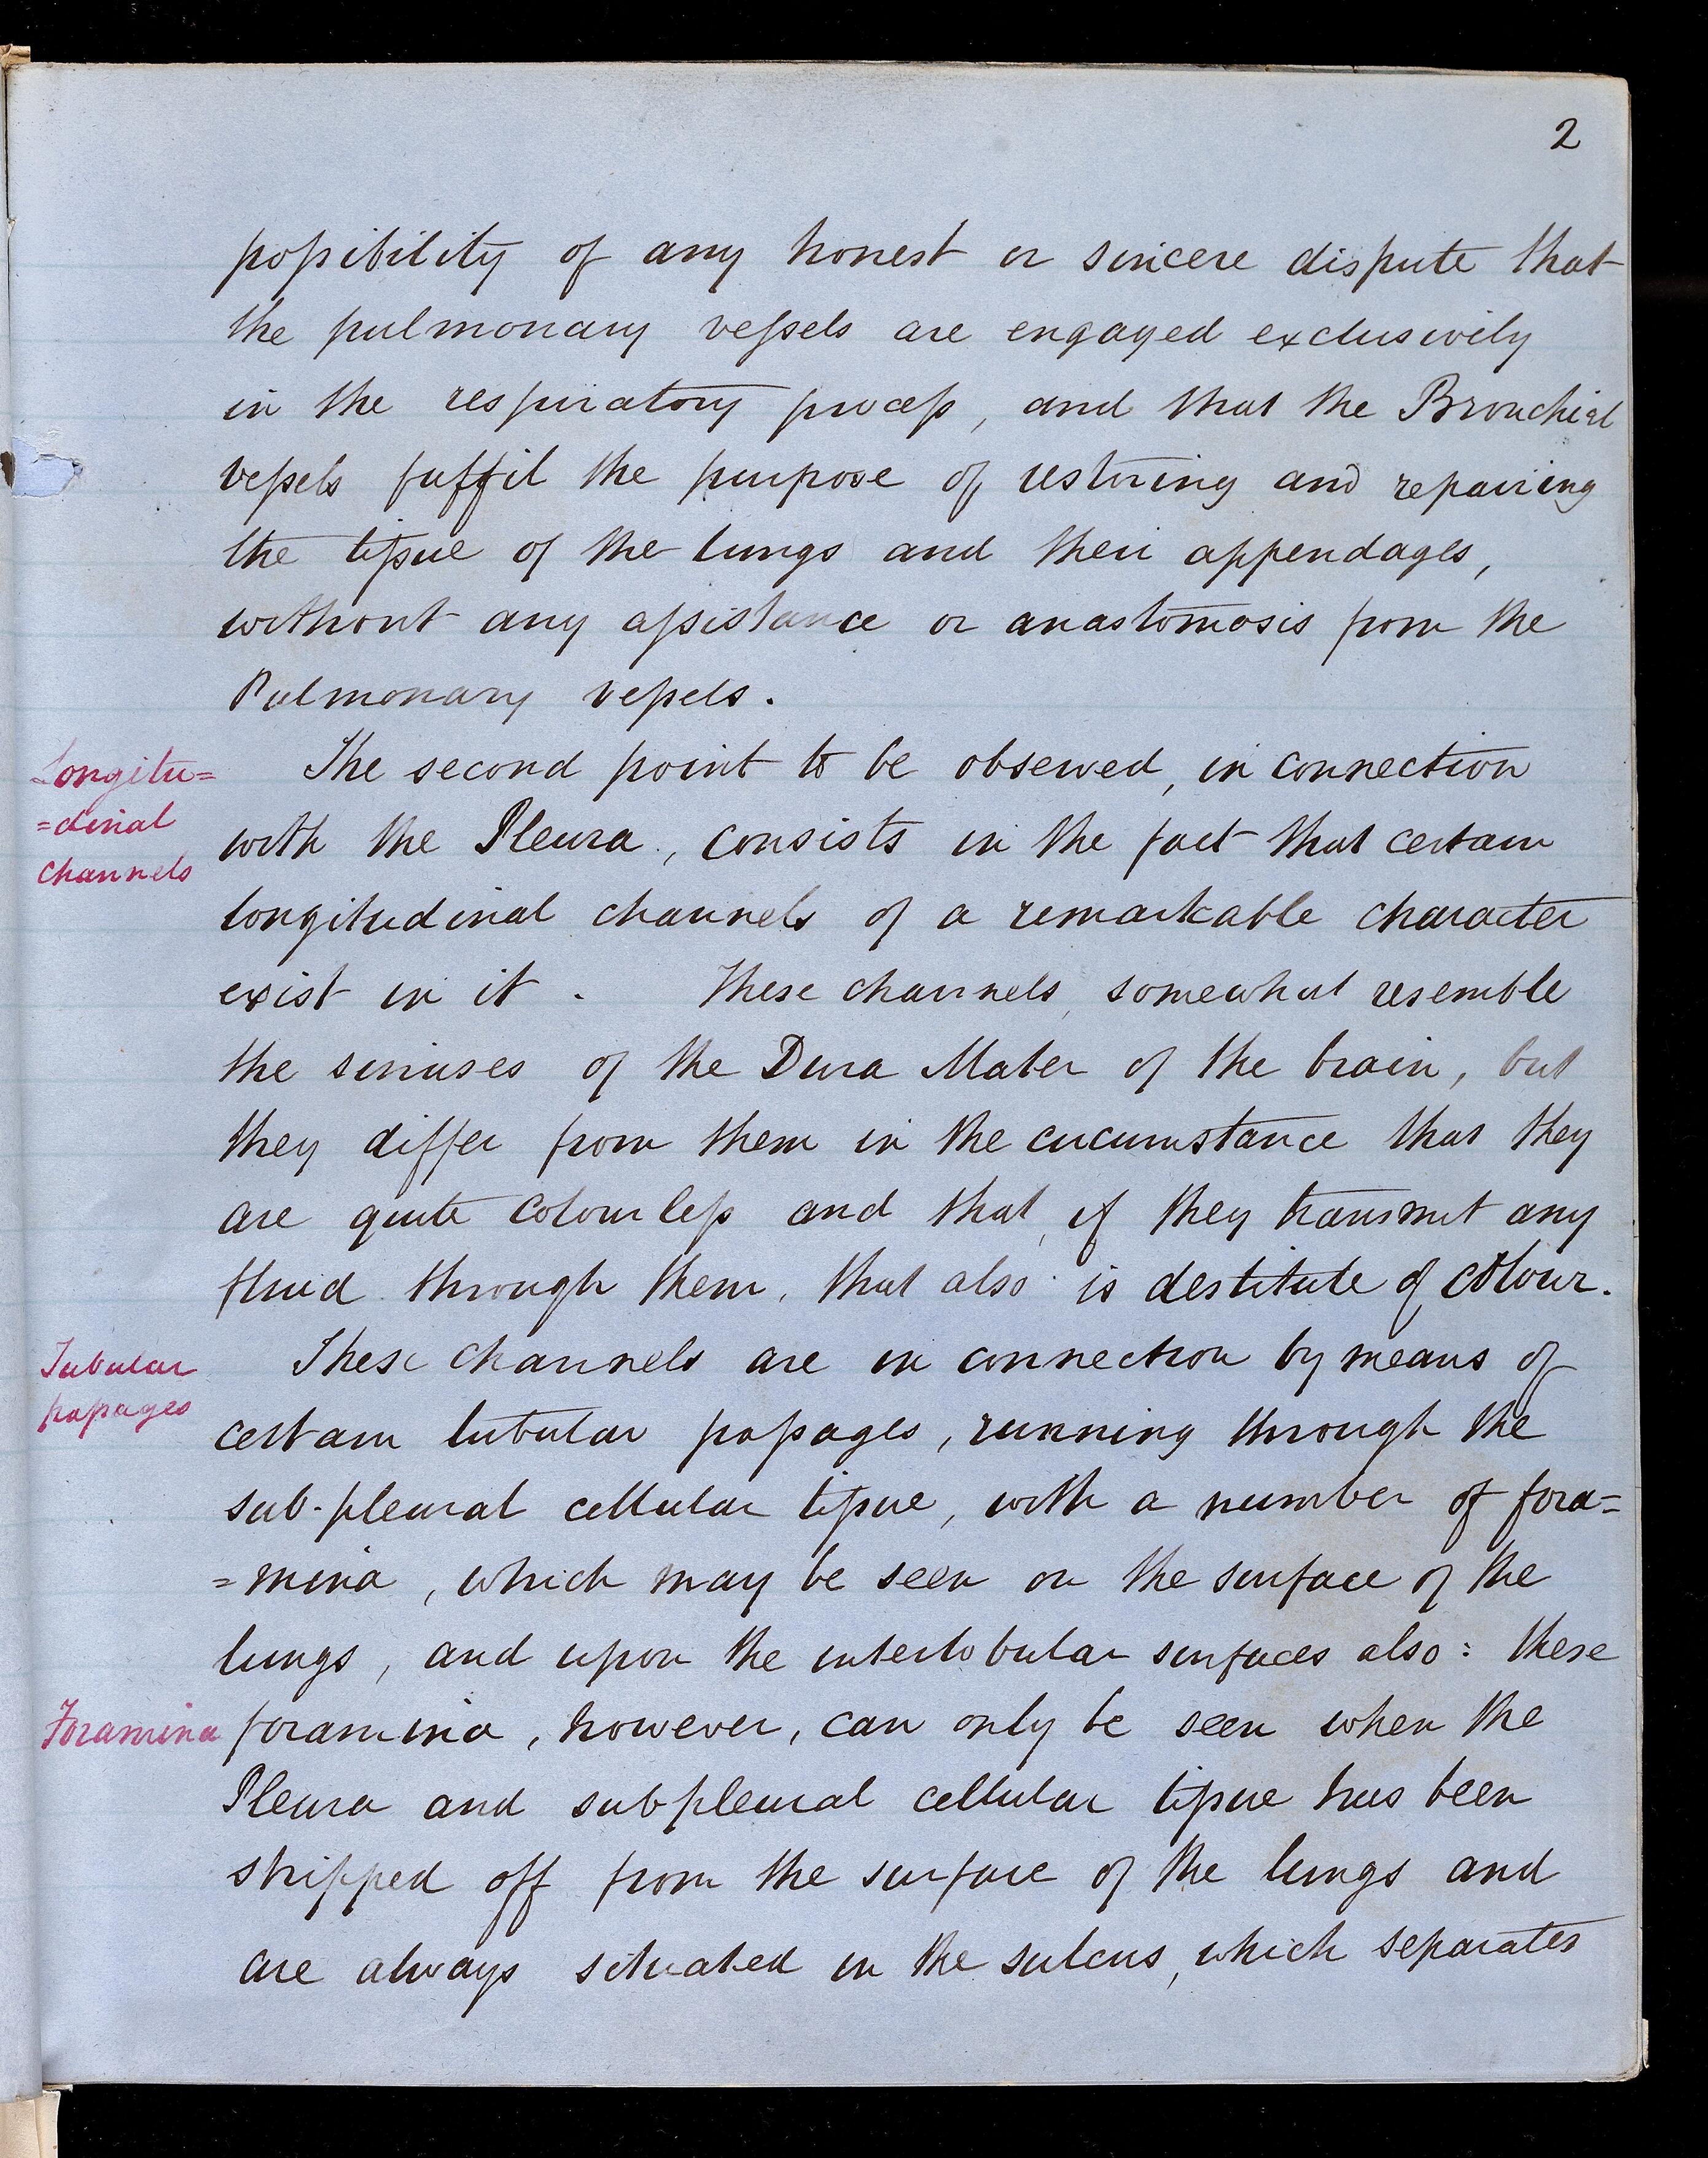 2
possibility of any honest or sincere dispute that
the pulmonary vessels are engaged exclusively
in the respiratory process, and that the Bronchial
vessels fulfil the purpose of restoring and repairing
the tissue of the lungs and their appendages,
without any assistance or anastomosis from the
Pulmonary vessels.
Longitu=
=dinal
channels
The second point to be observed, in connection
with the Pleura, consists in the fact that certain
longitudinal channels of a remarkable character
exist in it. These channels, somewhat resemble
the sinuses of the Dura Mater of the brain, but
they differ from them in the circumstance that they
are quite colourless and that, if they transmit any
fluid through them, that also is destitute of colour.
Tubular
passages
These channels are in connection by means of
certain tubular passages, running through the
sub-pleural cellular tissue, with a number of fora=
=mina, which may be seen on the surface of the
lungs, and upon the interlobular surfaces also: these
Foramina
foramina, however, can only be seen when the
Pleura and subpleural cellular tissue has been
stripped off from the surface of the lungs and
are always situated in the sulcus, which separates